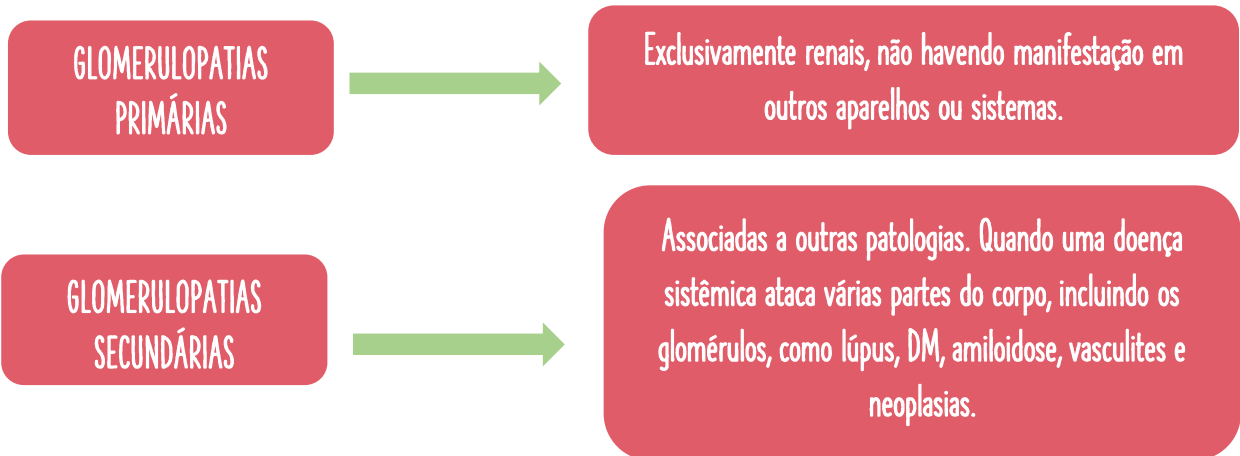 GLOMERULOPATIAS
PRIMÁRIAS
Exclusivamente renais, não havendo manifestação em
outros aparelhos ou sistemas.
GLOMERULOPATIAS
SECUNDÁRIAS
Associadas a outras patologias. Quando uma doença
sistêmica ataca várias partes do corpo, incluindo os
glomérulos, como lúpus, DM, amiloidose, vasculites e
neoplasias.